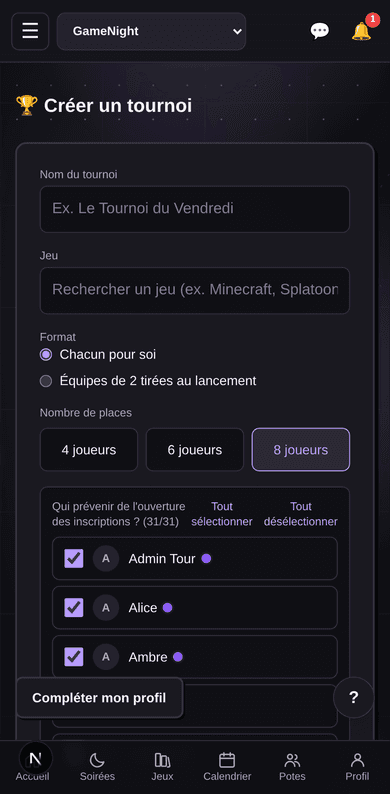 GameNight
1
Créer un tournoi
Nom du tournoi
Ex. Le Tournoi du Vendredi
Jeu
Rechercher un jeu (ex. Minecraft, Splatoon
Format
Chacun pour soi
Équipes de 2 tirées au lancement
Nombre de places
4 joueurs
6 joueurs
8 joueurs
Qui prévenir de l'ouverture
des inscriptions ? (31/31)
Tout
sélectionner
Tout
désélectionner
A
Admin Tour
A
Alice
A
Ambre
Compléter mon profil
?
N
Accueil
Soirées
Jeux
Calendrier
Potes
Profil